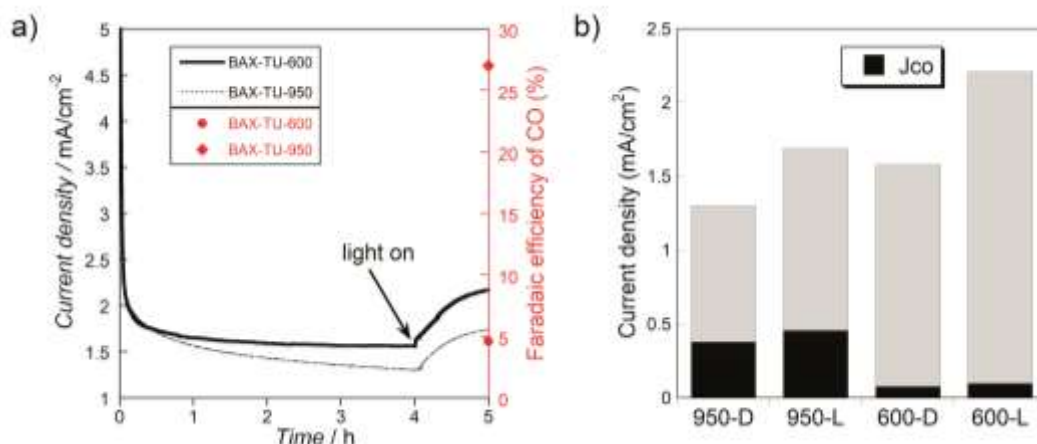 a)
5
4.5
4
3.5
3
2.5
2
1.5
1
Current density / mA/cm-2
BAX-TU-600
BAX-TU-950
BAX-TU-600
BAX-TU-950
light on
0
1
2
3
4
5
Time / h
30
25
20
15
10
5
0
Faradaic efficiency of CO (%)
b)
2.5
2
1.5
1
0.5
0
Current density (mA/cm2)
Jco
950-D
950-L
600-D
600-L